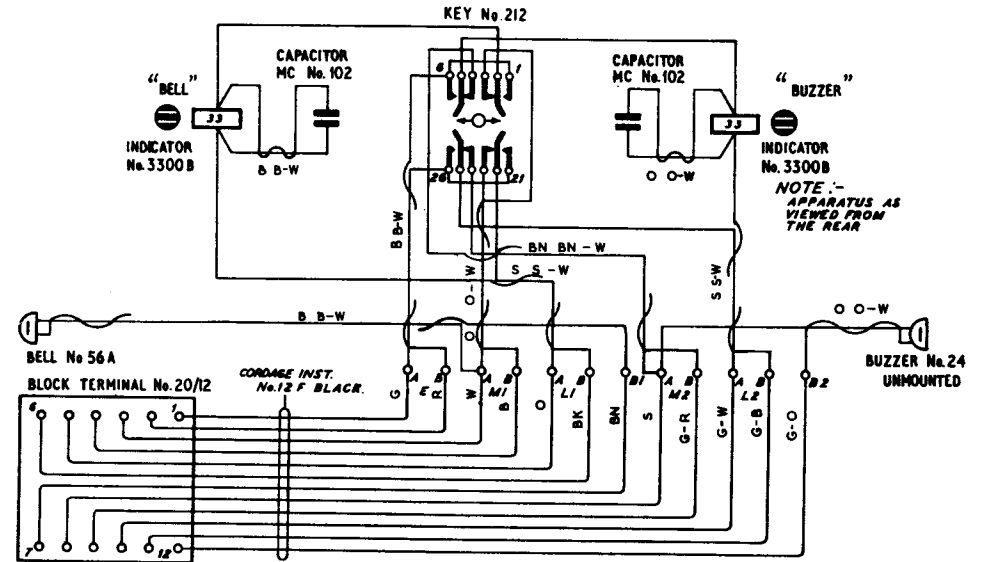 KEY No. 212
"BELL"
CAPACITOR
MC No. 102
33
INDICATOR
No. 3300 B
B B-W
6 1
26 21
CAPACITOR
MC No. 102
33
"BUZZER"
INDICATOR
No. 3300 B
O O-W
NOTE :-
APPARATUS AS
VIEWED FROM
THE REAR
B B-W
BN BN-W
O-W
O
S S-W
S S-W
B B-W
O O-W
BELL No 56A
BUZZER No. 24
UNMOUNTED
BLOCK TERMINAL No. 20/12
CORDAGE INST.
No. 12 F BLACK.
A B A B A B B1 A B A B B2
E M1 L1 M2 L2
G R W B O BK BN S G-R G-W G-B G-O
6 1
7 12